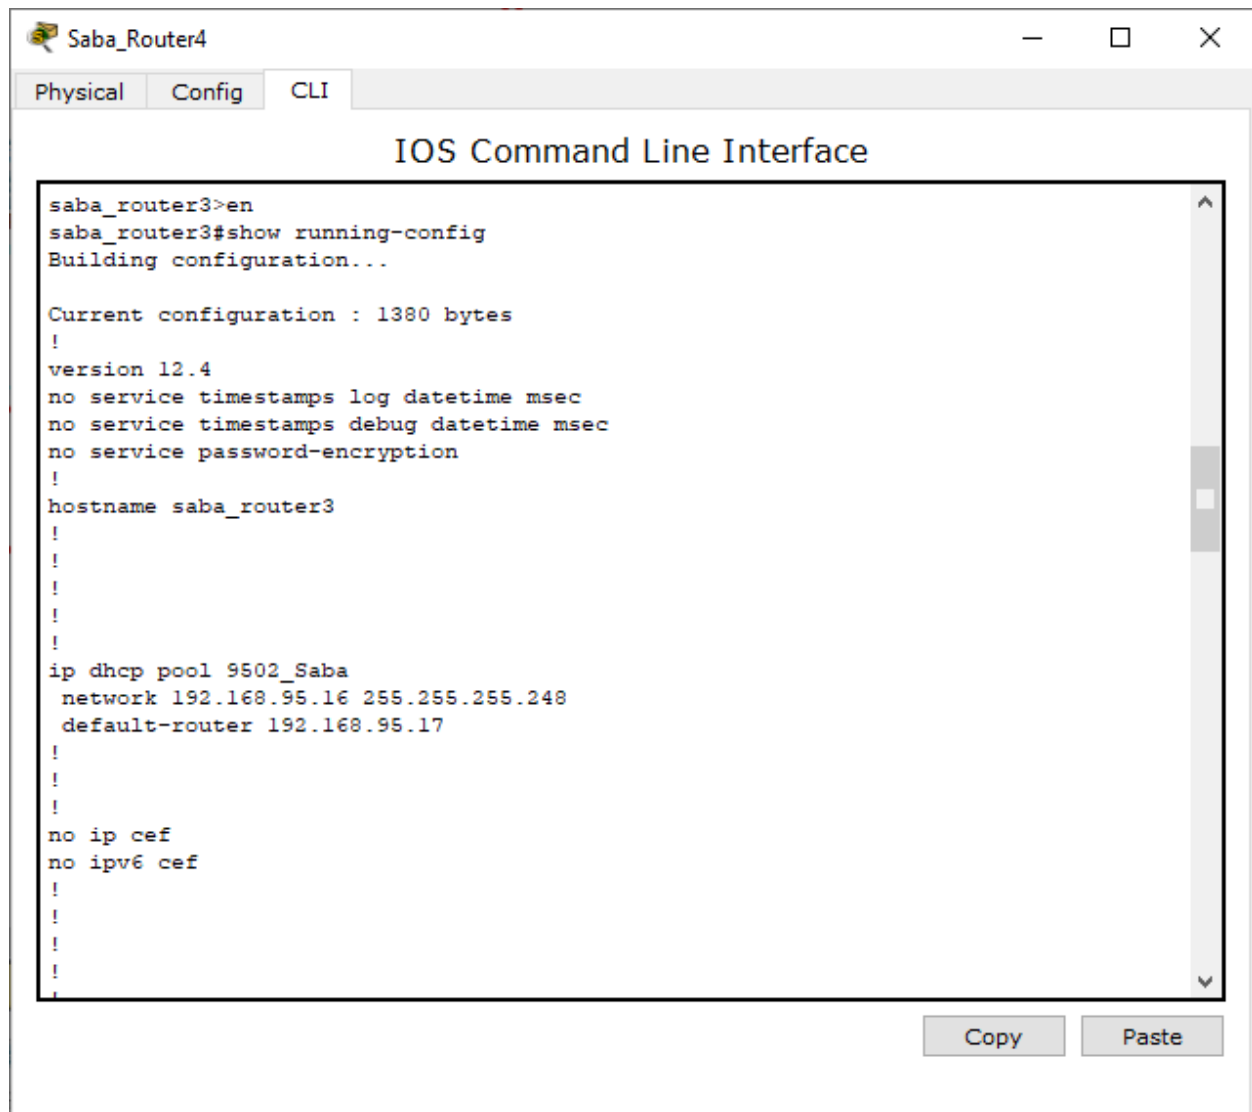 Saba_Router4
Physical Config CLI
IOS Command Line Interface
saba_router3>en
saba_router3#show running-config
Building configuration...
Current configuration : 1380 bytes
!
version 12.4
no service timestamps log datetime msec
no service timestamps debug datetime msec
no service password-encryption
!
hostname saba_router3
!
!
!
!
!
ip dhcp pool 9502_Saba
 network 192.168.95.16 255.255.255.248
 default-router 192.168.95.17
!
!
!
no ip cef
no ipv6 cef
!
!
!
!
!
Copy Paste